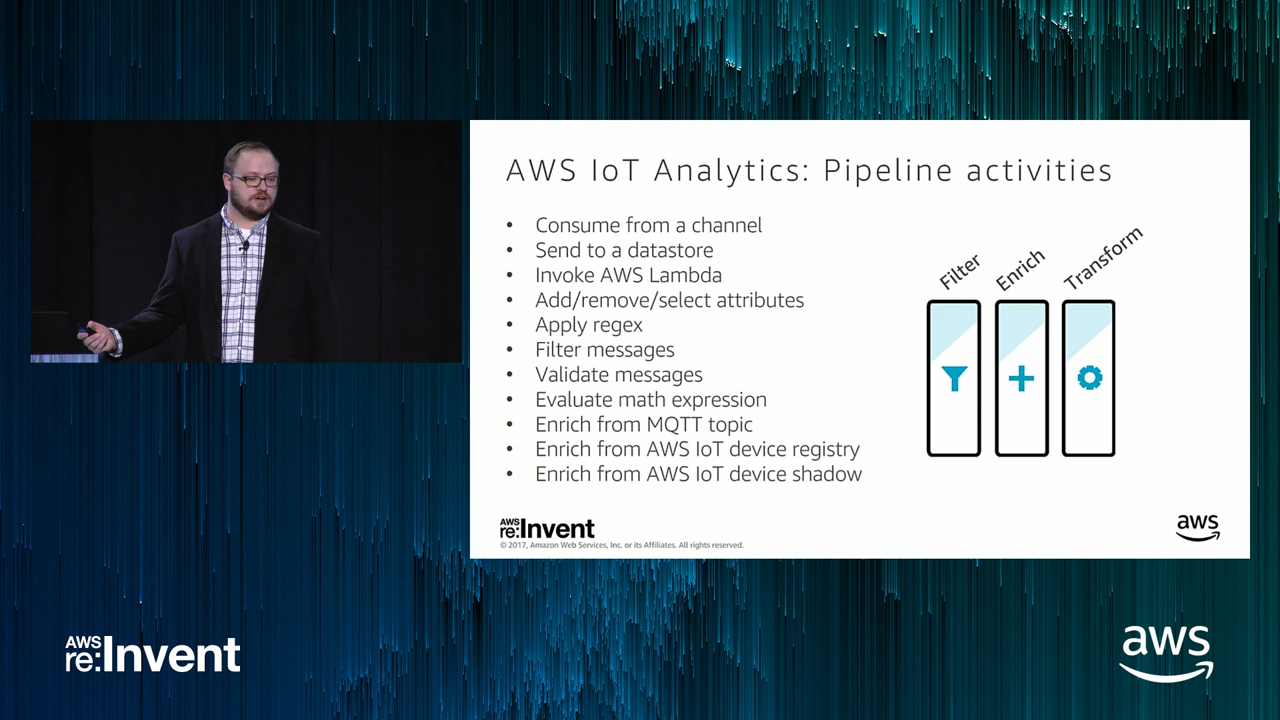 AWS IoT Analytics: Pipeline activities
• Consume from a channel
• Send to a datastore
• Invoke AWS Lambda
• Add/remove/select attributes
• Apply regex
• Filter messages
• Validate messages
• Evaluate math expression
• Enrich from MQTT topic
• Enrich from AWS IoT device registry
• Enrich from AWS IoT device shadow
Filter
Enrich
Transform
AWS
re:Invent
© 2017, Amazon Web Services, Inc. or its Affiliates. All rights reserved.
aws
AWS
re:Invent
aws